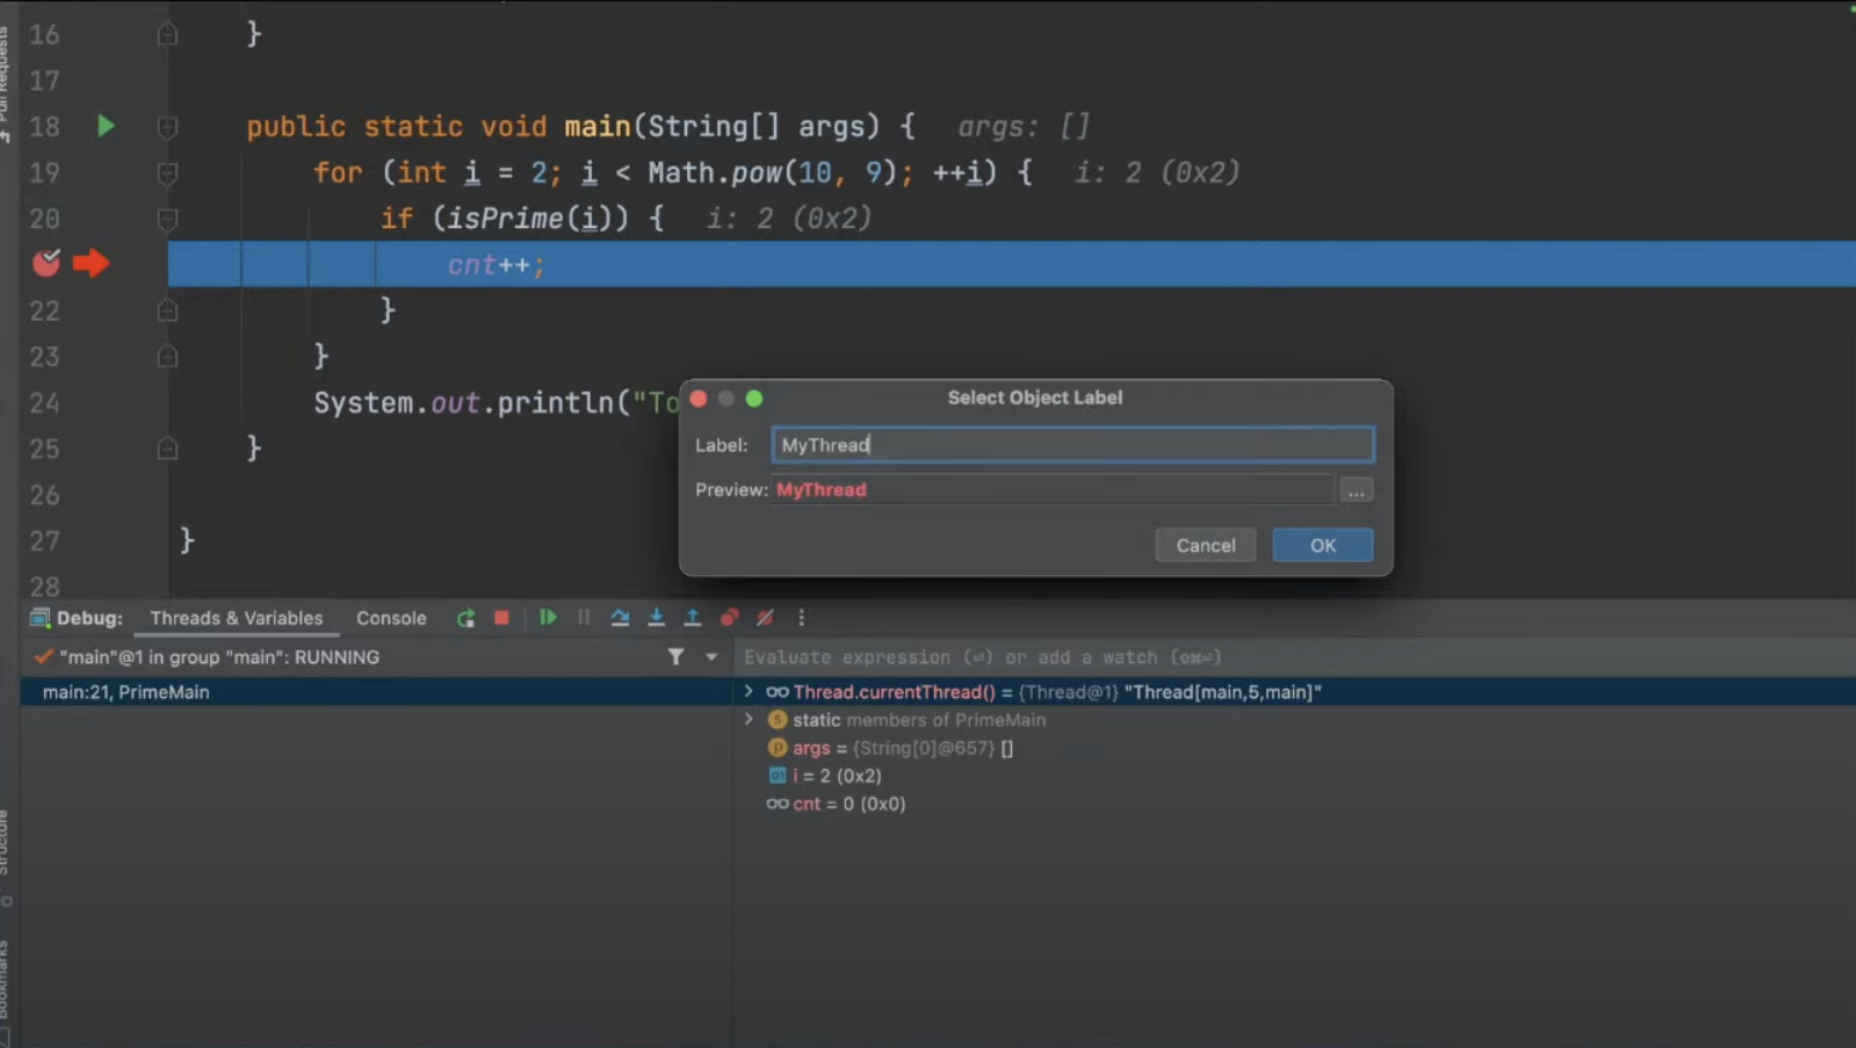 Pull Requests
16 }
17
18 public static void main(String[] args) { args: []
19 for (int i = 2; i < Math.pow(10, 9); ++i) { i: 2 (0x2)
20 if (isPrime(i)) { i: 2 (0x2)
cnt++;
22 }
23 }
24 System.out.println("To
25 }
26
27 }
28
Select Object Label
Label: MyThread
Preview: MyThread
...
Cancel OK
Debug: Threads & Variables Console
"main"@1 in group "main": RUNNING
main:21, PrimeMain
Evaluate expression (⏎) or add a watch
Thread.currentThread() = {Thread@1} "Thread[main,5,main]"
static members of PrimeMain
args = {String[0]@657} []
i = 2 (0x2)
cnt = 0 (0x0)
Structure
Bookmarks